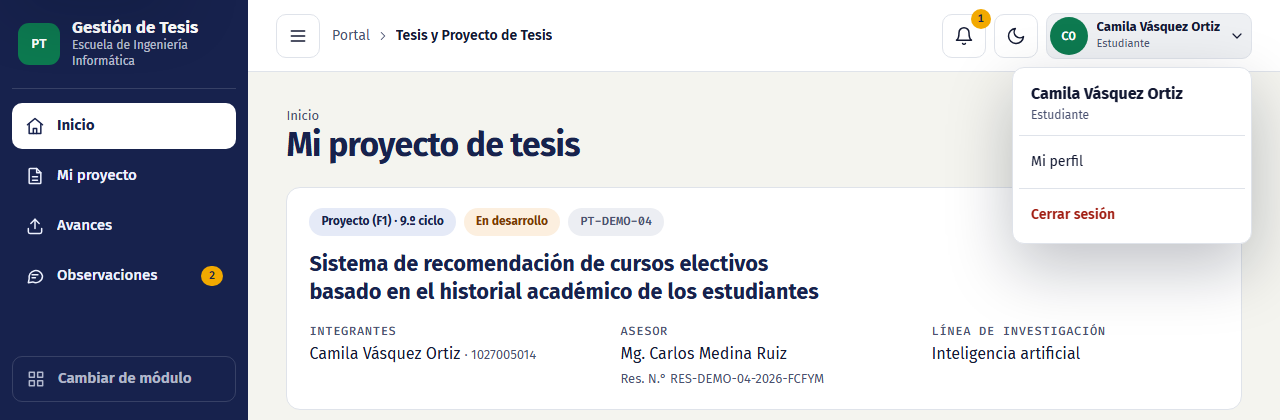 PT
Gestión de Tesis
Escuela de Ingeniería
Informática
Inicio
Mi proyecto
Avances
Observaciones 2
Cambiar de módulo
Portal > Tesis y Proyecto de Tesis
1
CO
Camila Vásquez Ortiz
Estudiante
Camila Vásquez Ortiz
Estudiante
Mi perfil
Cerrar sesión
Inicio
Mi proyecto de tesis
Proyecto (F1) · 9.º ciclo En desarrollo PT-DEMO-04
Sistema de recomendación de cursos electivos
basado en el historial académico de los estudiantes
INTEGRANTES
Camila Vásquez Ortiz · 1027005014
ASESOR
Mg. Carlos Medina Ruiz
Res. N.° RES-DEMO-04-2026-FCFYM
LÍNEA DE INVESTIGACIÓN
Inteligencia artificial